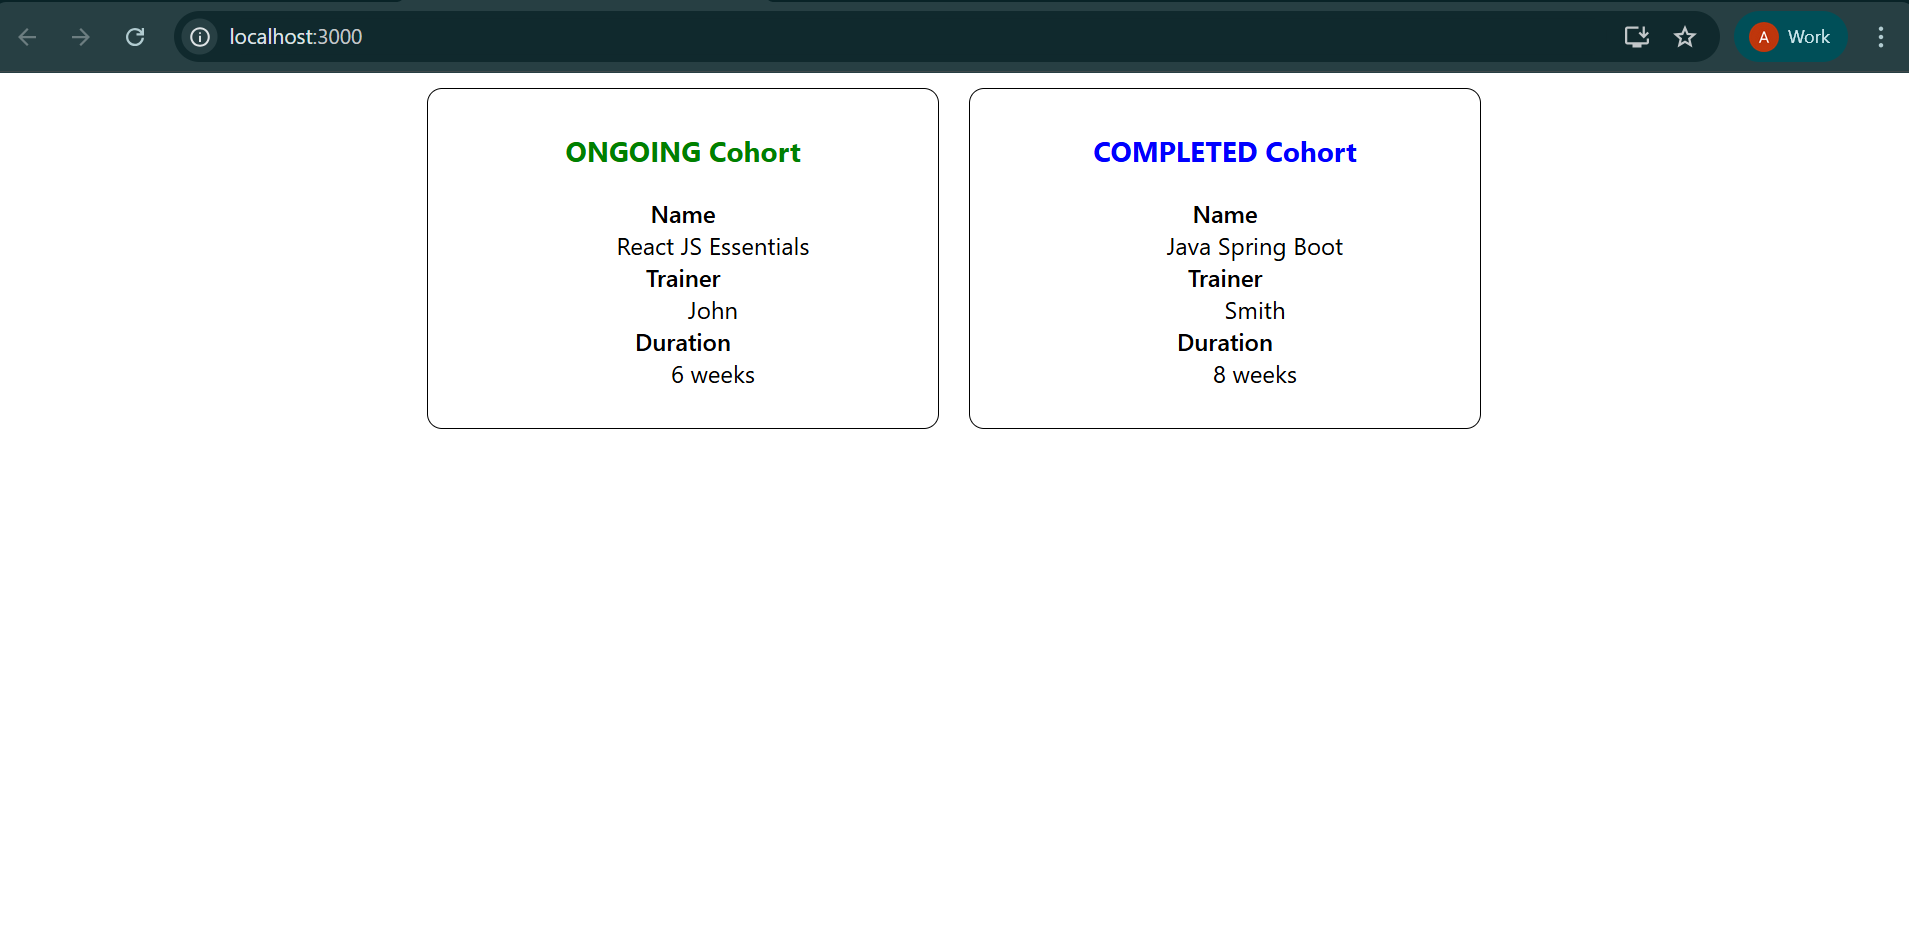 localhost:3000
A Work
ONGOING Cohort
Name
React JS Essentials
Trainer
John
Duration
6 weeks
COMPLETED Cohort
Name
Java Spring Boot
Trainer
Smith
Duration
8 weeks